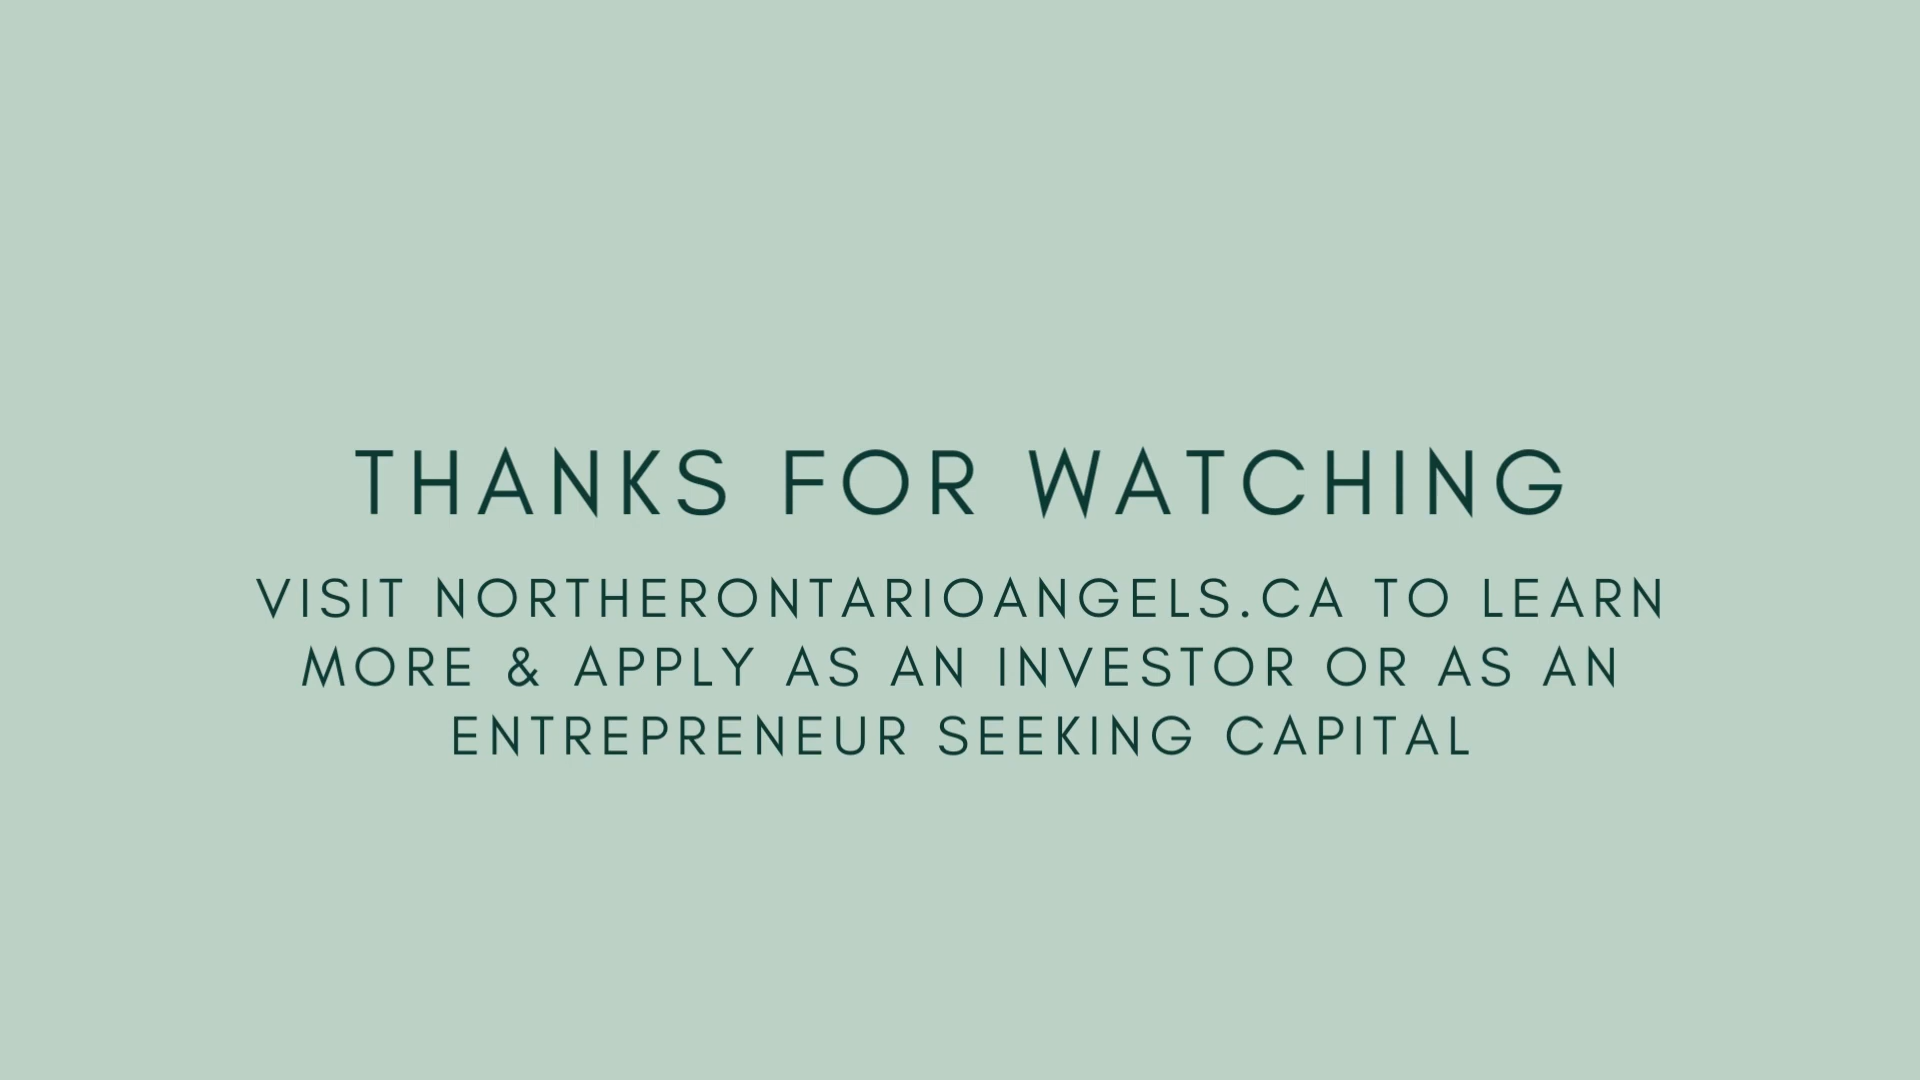 THANKS FOR WATCHING
VISIT NORTHERONTARIOANGELS.CA TO LEARN
MORE & APPLY AS AN INVESTOR OR AS AN
ENTREPRENEUR SEEKING CAPITAL